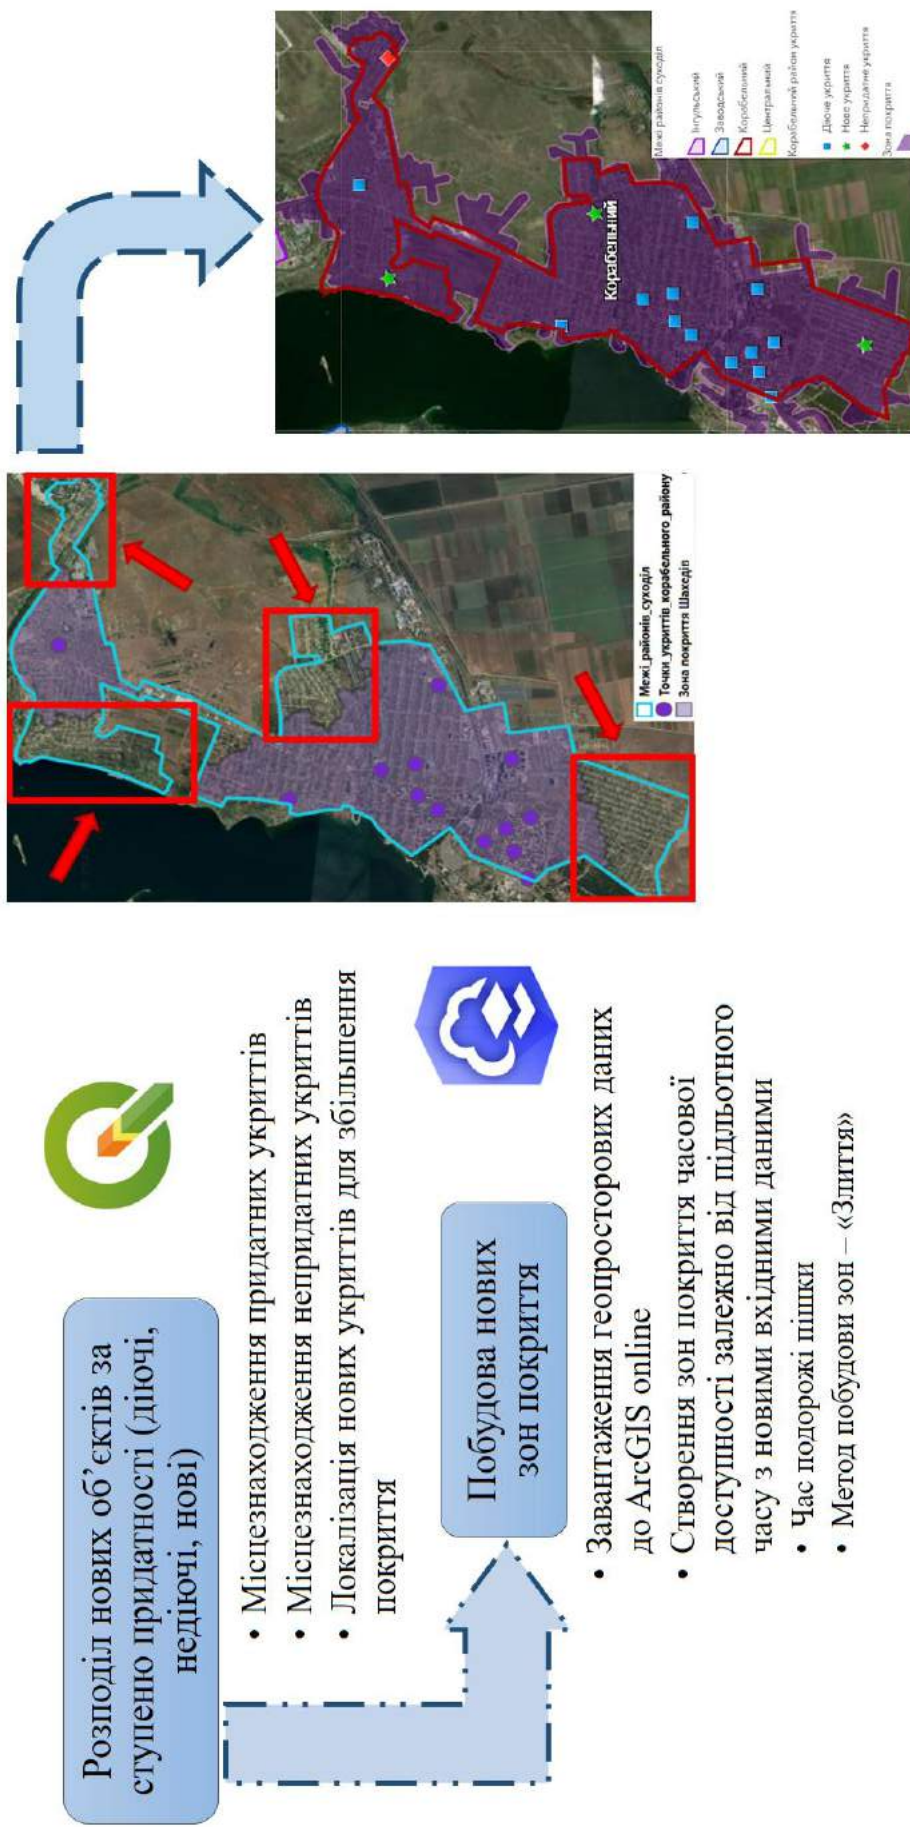 Розподіл нових об’єктів за
ступеню придатності (діючі,
недіючі, нові)
• Місцезнаходження придатних укриттів
• Місцезнаходження непридатних укриттів
• Локалізація нових укриттів для збільшення
покриття
Побудова нових
зон покриття
• Завантаження геопросторових даних
до ArcGIS online
• Створення зон покриття часової
доступності залежно від підльотного
часу з новими вхідними даними
• Час подорожі пішки
• Метод побудови зон – «Злиття»
Межі_районів_суходіл
Точки_укриттів_корабельного_району
Зона покриття Шахедів
Корабельний
Межі районів суходіл
Інгульський
Заводський
Корабельний
Центральний
Корабельний район укриття
Діюче укриття
Нове укриття
Непридатне укриття
Зона покриття